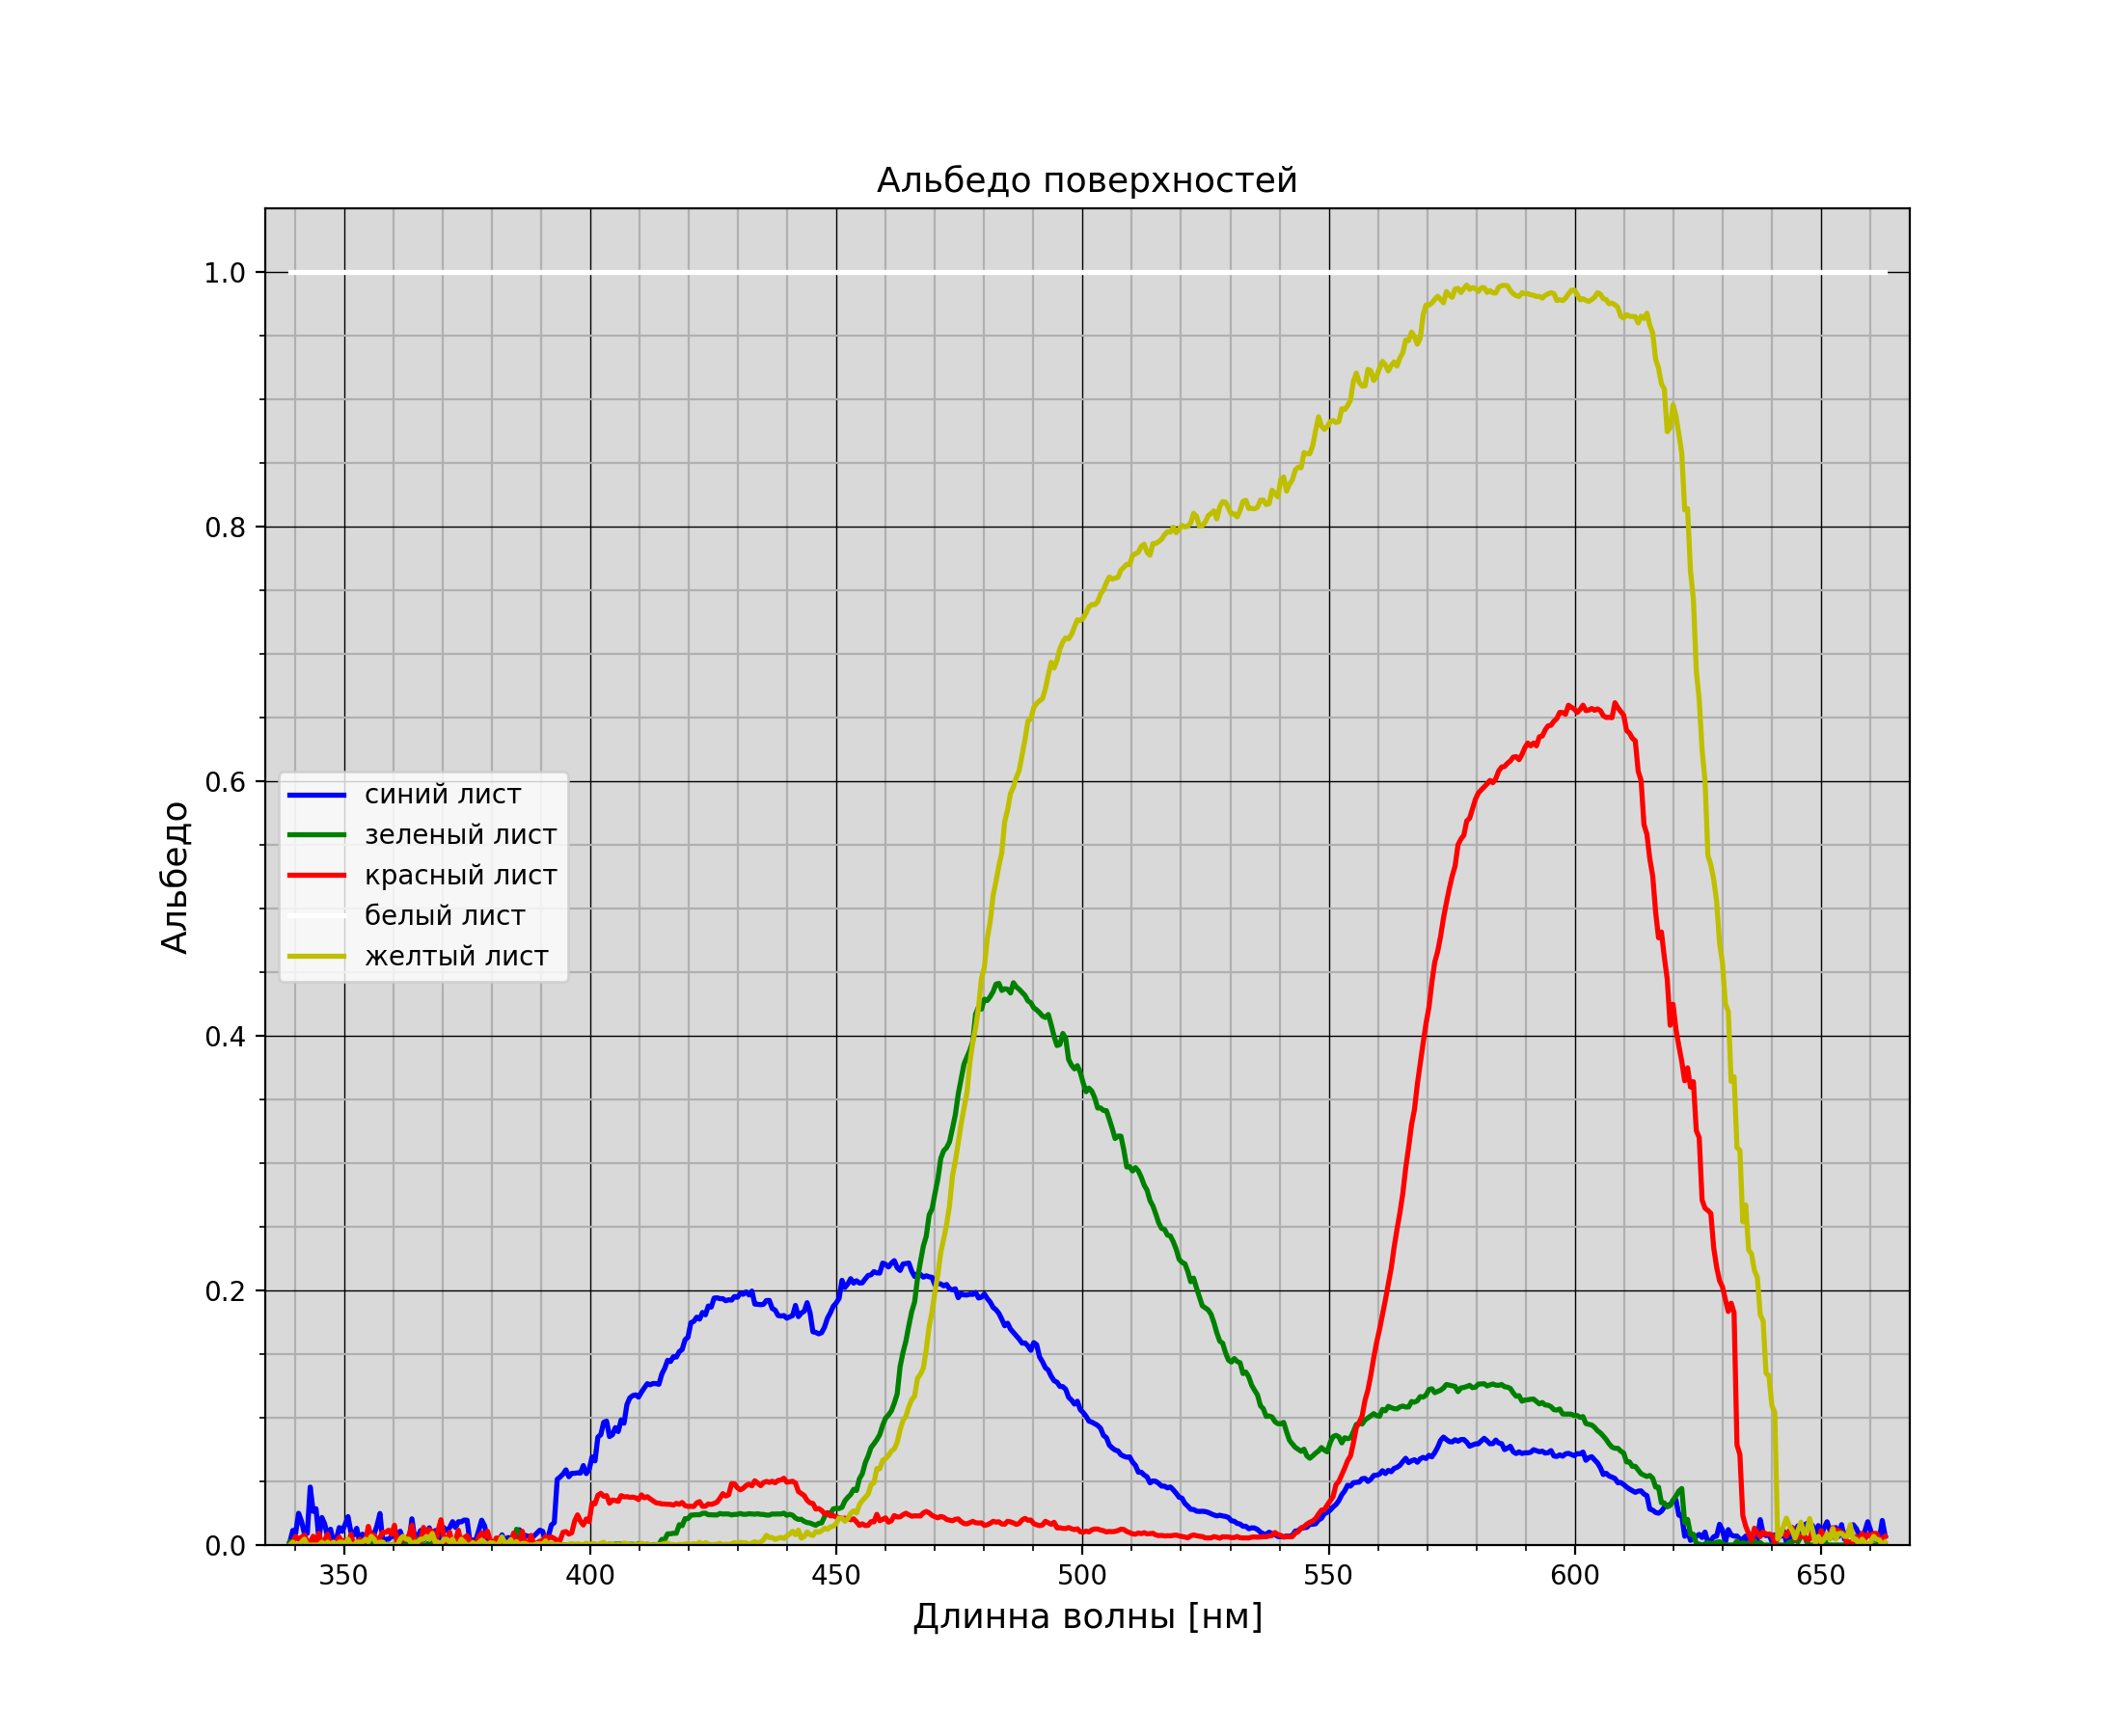 Альбедо поверхностей
Альбедо
1.0
0.8
0.6
0.4
0.2
0.0
синий лист
зеленый лист
красный лист
белый лист
желтый лист
350 400 450 500 550 600 650
Длинна волны [нм]